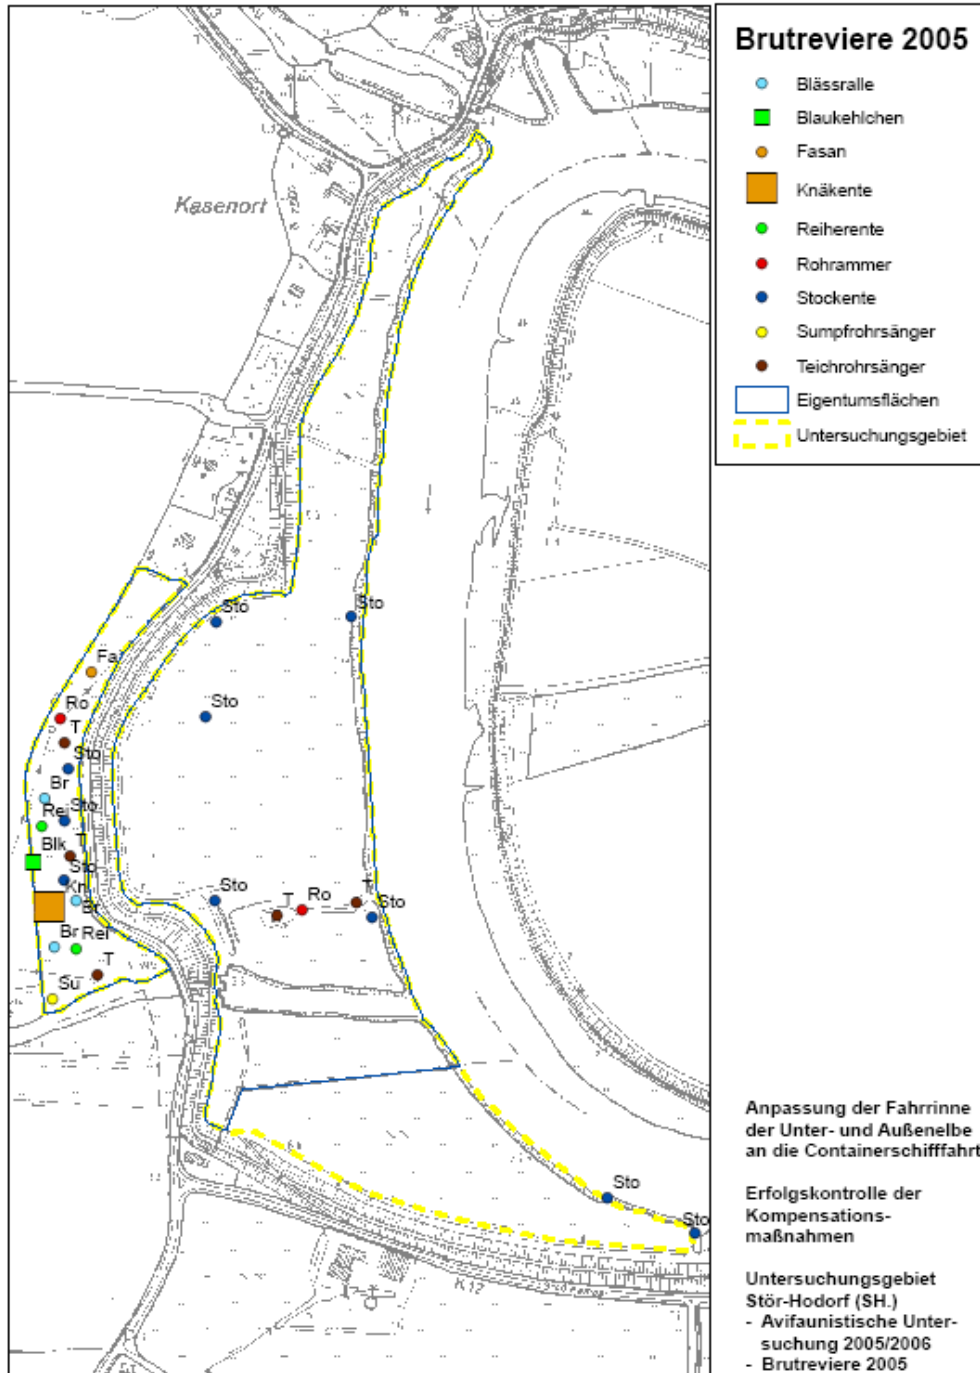 Brutreviere 2005
Blässralle
Blaukehlchen
Fasan
Knäkente
Reiherente
Rohrammer
Stockente
Sumpfrohrsänger
Teichrohrsänger
Eigentumsflächen
Untersuchungsgebiet
Kasenort
Sto
Sto
Fa
Sto
Ro
T
Sto
Br
Sto
Rei
T
Blk
Sto
Kn
Br
Sto
T
Ro
T
Sto
Br
Rei
T
Su
Sto
Sto
K12
K12
Anpassung der Fahrrinne
der Unter- und Außenelbe
an die Containerschifffahrt
Erfolgskontrolle der
Kompensations-
maßnahmen
Untersuchungsgebiet
Stör-Hodorf (SH.)
- Avifaunistische Unter-
suchung 2005/2006
- Brutreviere 2005